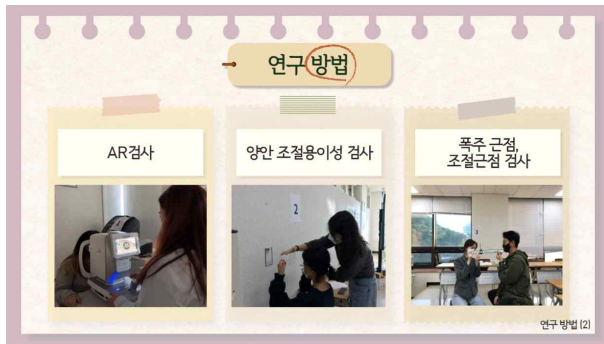 연구 방법
AR검사
양안 조절용이성 검사
폭주 근점,
조절근점 검사
2
연구 방법 (2)